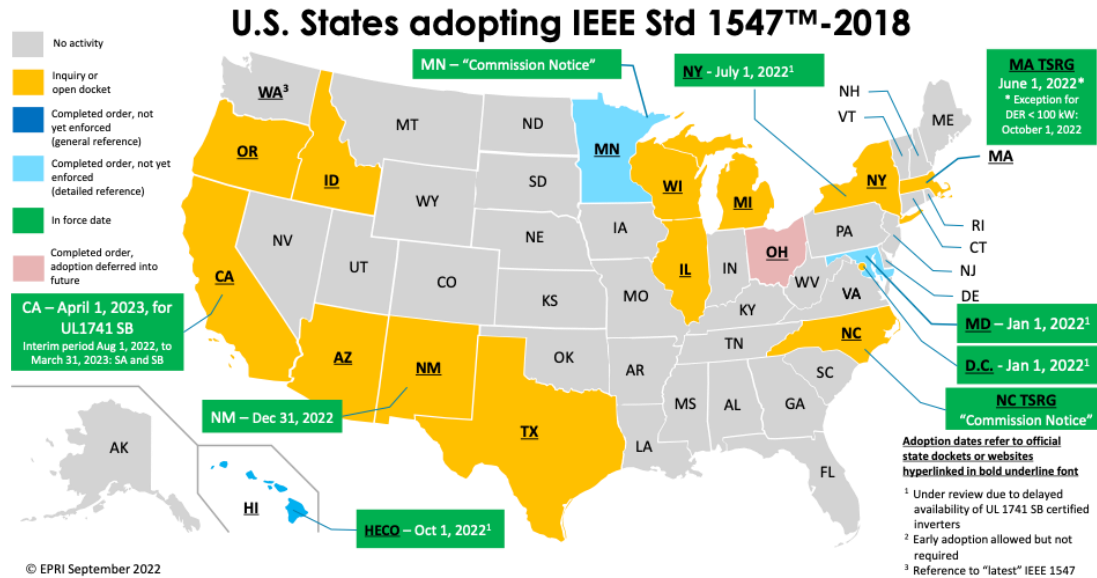 U.S. States adopting IEEE Std 1547™-2018
No activity
Inquiry or
open docket
Completed order, not
yet enforced
(general reference)
Completed order, not yet
enforced
(detailed reference)
In force date
Completed order,
adoption deferred into
future
MN – “Commission Notice”
NY - July 1, 2022¹
MA TSRG
June 1, 2022*
* Exception for
DER < 100 kW:
October 1, 2022
WA³
OR
ID
MT
ND
SD
WY
NE
NV
UT
CO
KS
CA
AZ
NM
TX
OK
MN
IA
MO
AR
LA
WI
IL
MI
IN
OH
KY
TN
MS
AL
GA
FL
SC
NC
VA
WV
PA
NY
ME
NH
VT
MA
RI
CT
NJ
DE
MD – Jan 1, 2022¹
D.C. - Jan 1, 2022¹
NC TSRG
“Commission Notice”
CA – April 1, 2023, for
UL1741 SB
Interim period Aug 1, 2022, to
March 31, 2023: SA and SB
NM – Dec 31, 2022
AK
HI
HECO – Oct 1, 2022¹
Adoption dates refer to official
state dockets or websites
hyperlinked in bold underline font
¹ Under review due to delayed
availability of UL 1741 SB certified
inverters
² Early adoption allowed but not
required
³ Reference to “latest” IEEE 1547
© EPRI September 2022